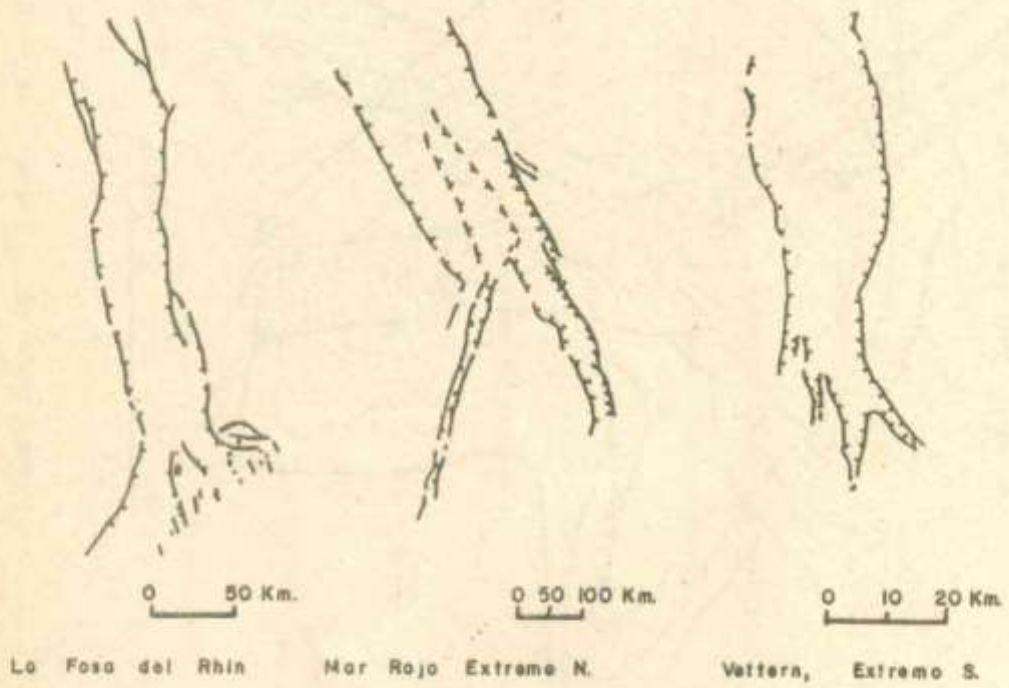 0 50 Km.
0 50 100 Km.
0 10 20 Km.
La Fosa del Rhin
Mar Rojo Extremo N.
Vattern, Extremo S.